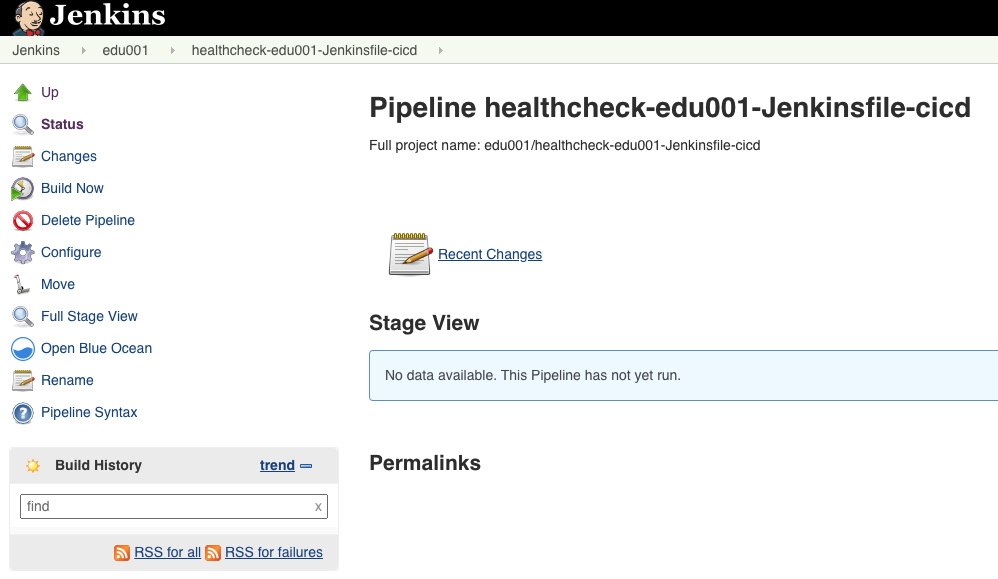 Jenkins
Jenkins edu001 healthcheck-edu001-Jenkinsfile-cicd
Up
Status
Changes
Build Now
Delete Pipeline
Configure
Move
Full Stage View
Open Blue Ocean
Rename
Pipeline Syntax
Build History trend
find x
RSS for all RSS for failures
Pipeline healthcheck-edu001-Jenkinsfile-cicd
Full project name: edu001/healthcheck-edu001-Jenkinsfile-cicd
Recent Changes
Stage View
No data available. This Pipeline has not yet run.
Permalinks